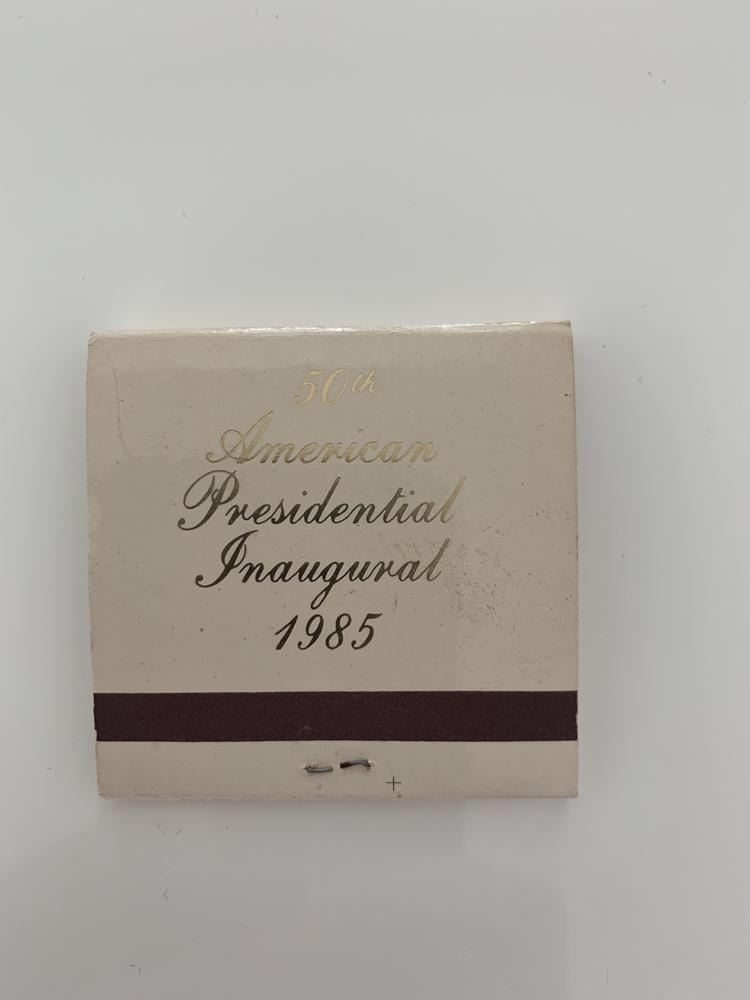 50th
American
Presidential
Inaugural
1985